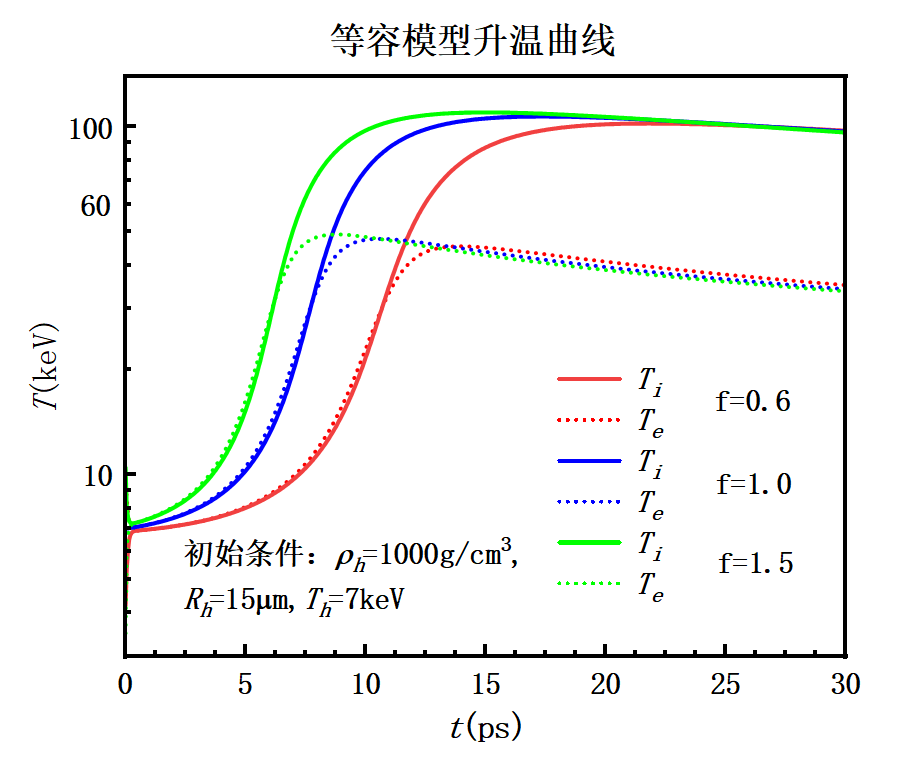 等容模型升温曲线
100
60
10
T(keV)
T_i
f=0.6
T_e
T_i
f=1.0
T_e
T_i
f=1.5
T_e
初始条件：ρ_h=1000g/cm³,
R_h=15μm, T_h=7keV
0 5 10 15 20 25 30
t(ps)